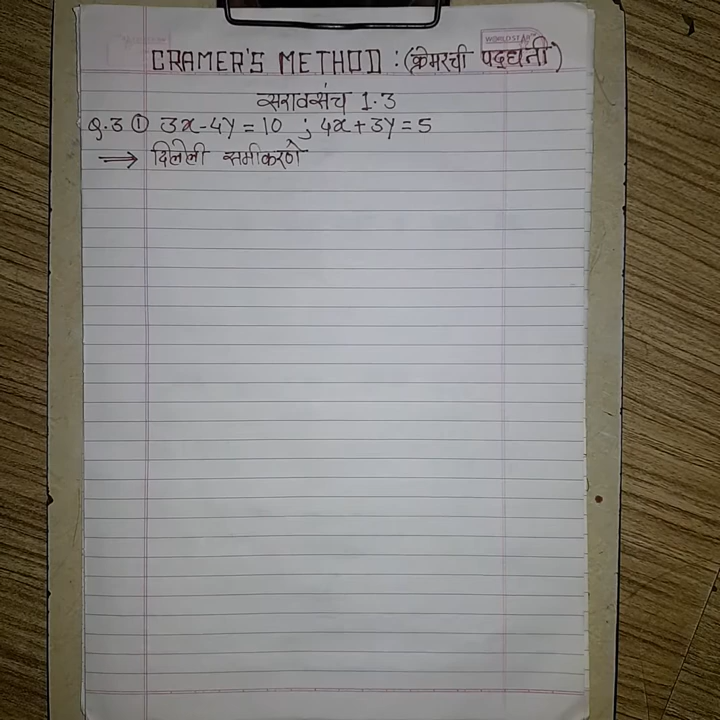 CRAMER'S METHOD : (क्रेमरची पद्धती)
सरावसंच 1.3
Q.3 ① 3x-4y=10 ; 4x+3y=5
⇒ दिलेली समीकरणे